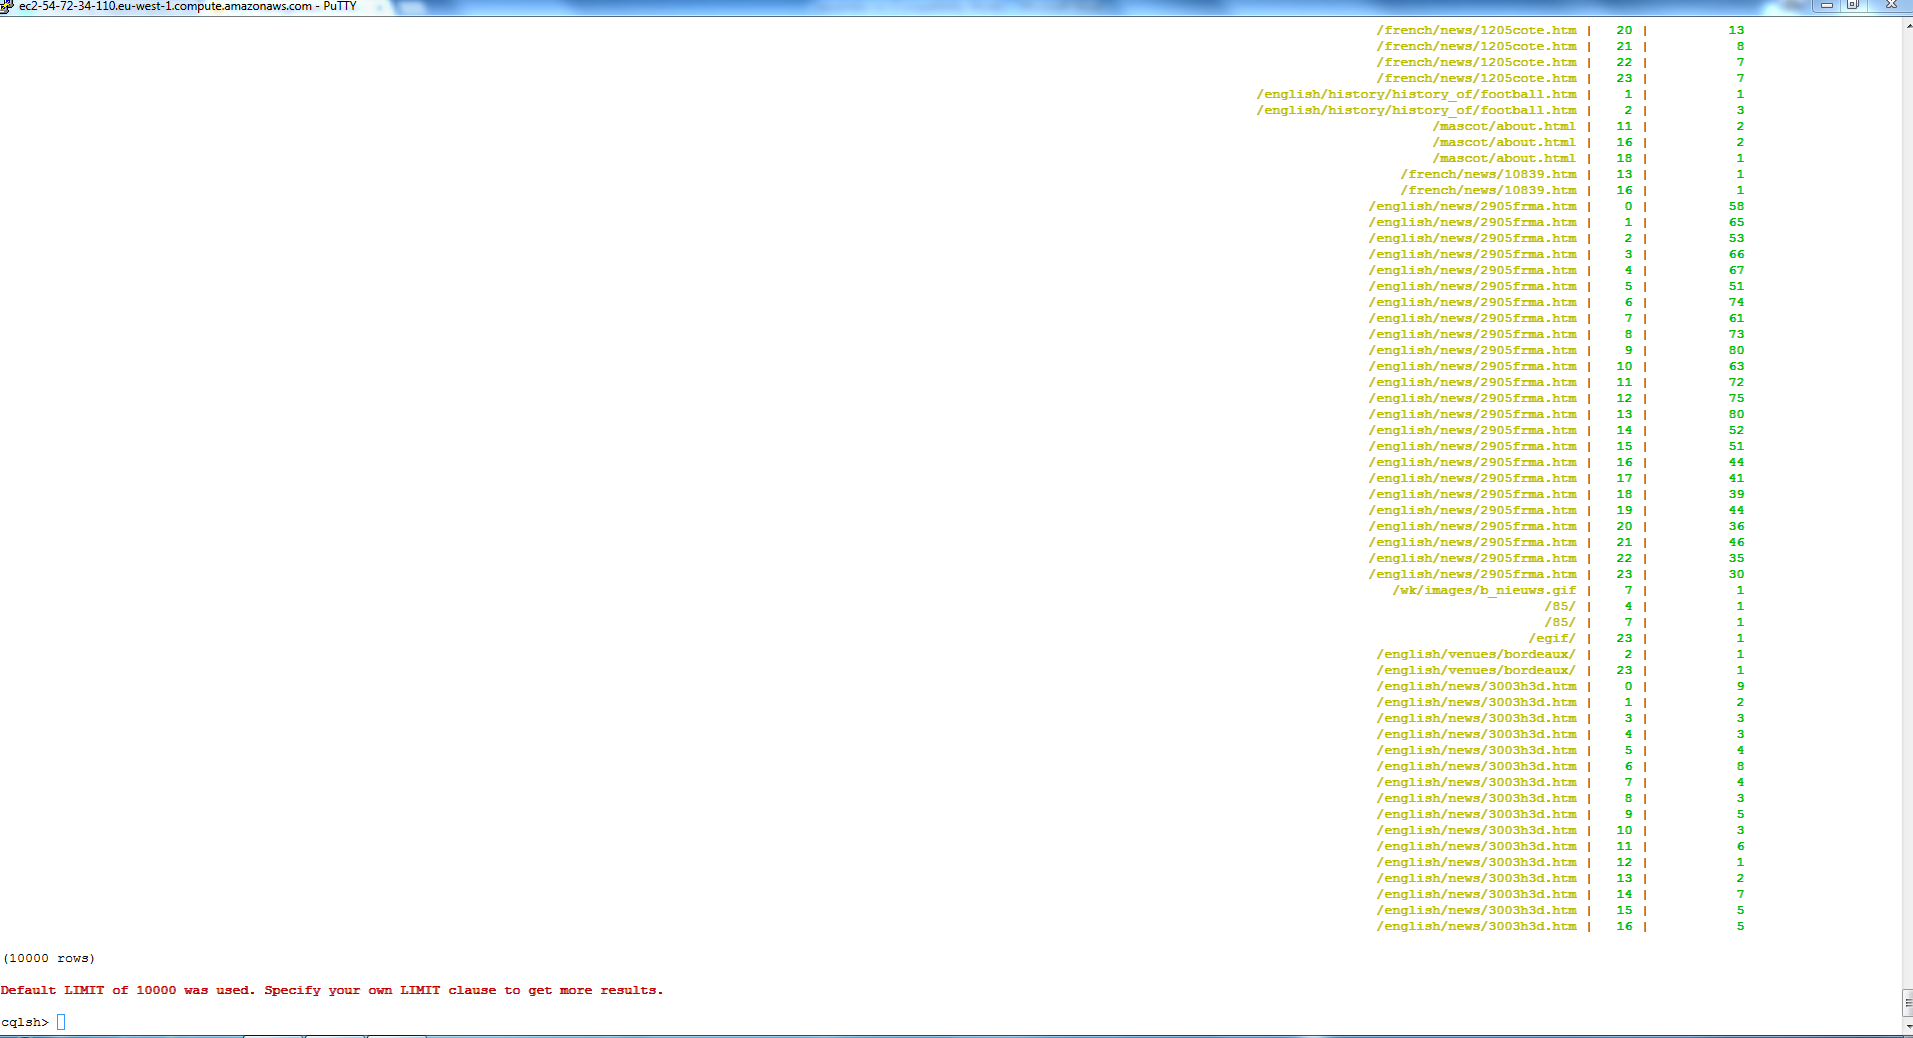 ec2-54-72-34-110.eu-west-1.compute.amazonaws.com - PuTTY
/french/news/1205cote.htm | 20 | 13
/french/news/1205cote.htm | 21 | 8
/french/news/1205cote.htm | 22 | 7
/french/news/1205cote.htm | 23 | 7
/english/history/history_of/football.htm | 1 | 1
/english/history/history_of/football.htm | 2 | 3
/mascot/about.html | 11 | 2
/mascot/about.html | 16 | 2
/mascot/about.html | 18 | 1
/french/news/10839.htm | 13 | 1
/french/news/10839.htm | 16 | 1
/english/news/2905frma.htm | 0 | 58
/english/news/2905frma.htm | 1 | 65
/english/news/2905frma.htm | 2 | 53
/english/news/2905frma.htm | 3 | 66
/english/news/2905frma.htm | 4 | 67
/english/news/2905frma.htm | 5 | 51
/english/news/2905frma.htm | 6 | 74
/english/news/2905frma.htm | 7 | 61
/english/news/2905frma.htm | 8 | 73
/english/news/2905frma.htm | 9 | 80
/english/news/2905frma.htm | 10 | 63
/english/news/2905frma.htm | 11 | 72
/english/news/2905frma.htm | 12 | 75
/english/news/2905frma.htm | 13 | 80
/english/news/2905frma.htm | 14 | 52
/english/news/2905frma.htm | 15 | 51
/english/news/2905frma.htm | 16 | 44
/english/news/2905frma.htm | 17 | 41
/english/news/2905frma.htm | 18 | 39
/english/news/2905frma.htm | 19 | 44
/english/news/2905frma.htm | 20 | 36
/english/news/2905frma.htm | 21 | 46
/english/news/2905frma.htm | 22 | 35
/english/news/2905frma.htm | 23 | 30
/wk/images/b_nieuws.gif | 7 | 1
/85/ | 4 | 1
/85/ | 7 | 1
/egif/ | 23 | 1
/english/venues/bordeaux/ | 2 | 1
/english/venues/bordeaux/ | 23 | 1
/english/news/3003h3d.htm | 0 | 9
/english/news/3003h3d.htm | 1 | 2
/english/news/3003h3d.htm | 3 | 3
/english/news/3003h3d.htm | 4 | 3
/english/news/3003h3d.htm | 5 | 4
/english/news/3003h3d.htm | 6 | 8
/english/news/3003h3d.htm | 7 | 4
/english/news/3003h3d.htm | 8 | 3
/english/news/3003h3d.htm | 9 | 5
/english/news/3003h3d.htm | 10 | 3
/english/news/3003h3d.htm | 11 | 6
/english/news/3003h3d.htm | 12 | 1
/english/news/3003h3d.htm | 13 | 2
/english/news/3003h3d.htm | 14 | 7
/english/news/3003h3d.htm | 15 | 5
/english/news/3003h3d.htm | 16 | 5
(10000 rows)
Default LIMIT of 10000 was used. Specify your own LIMIT clause to get more results.
cqlsh>